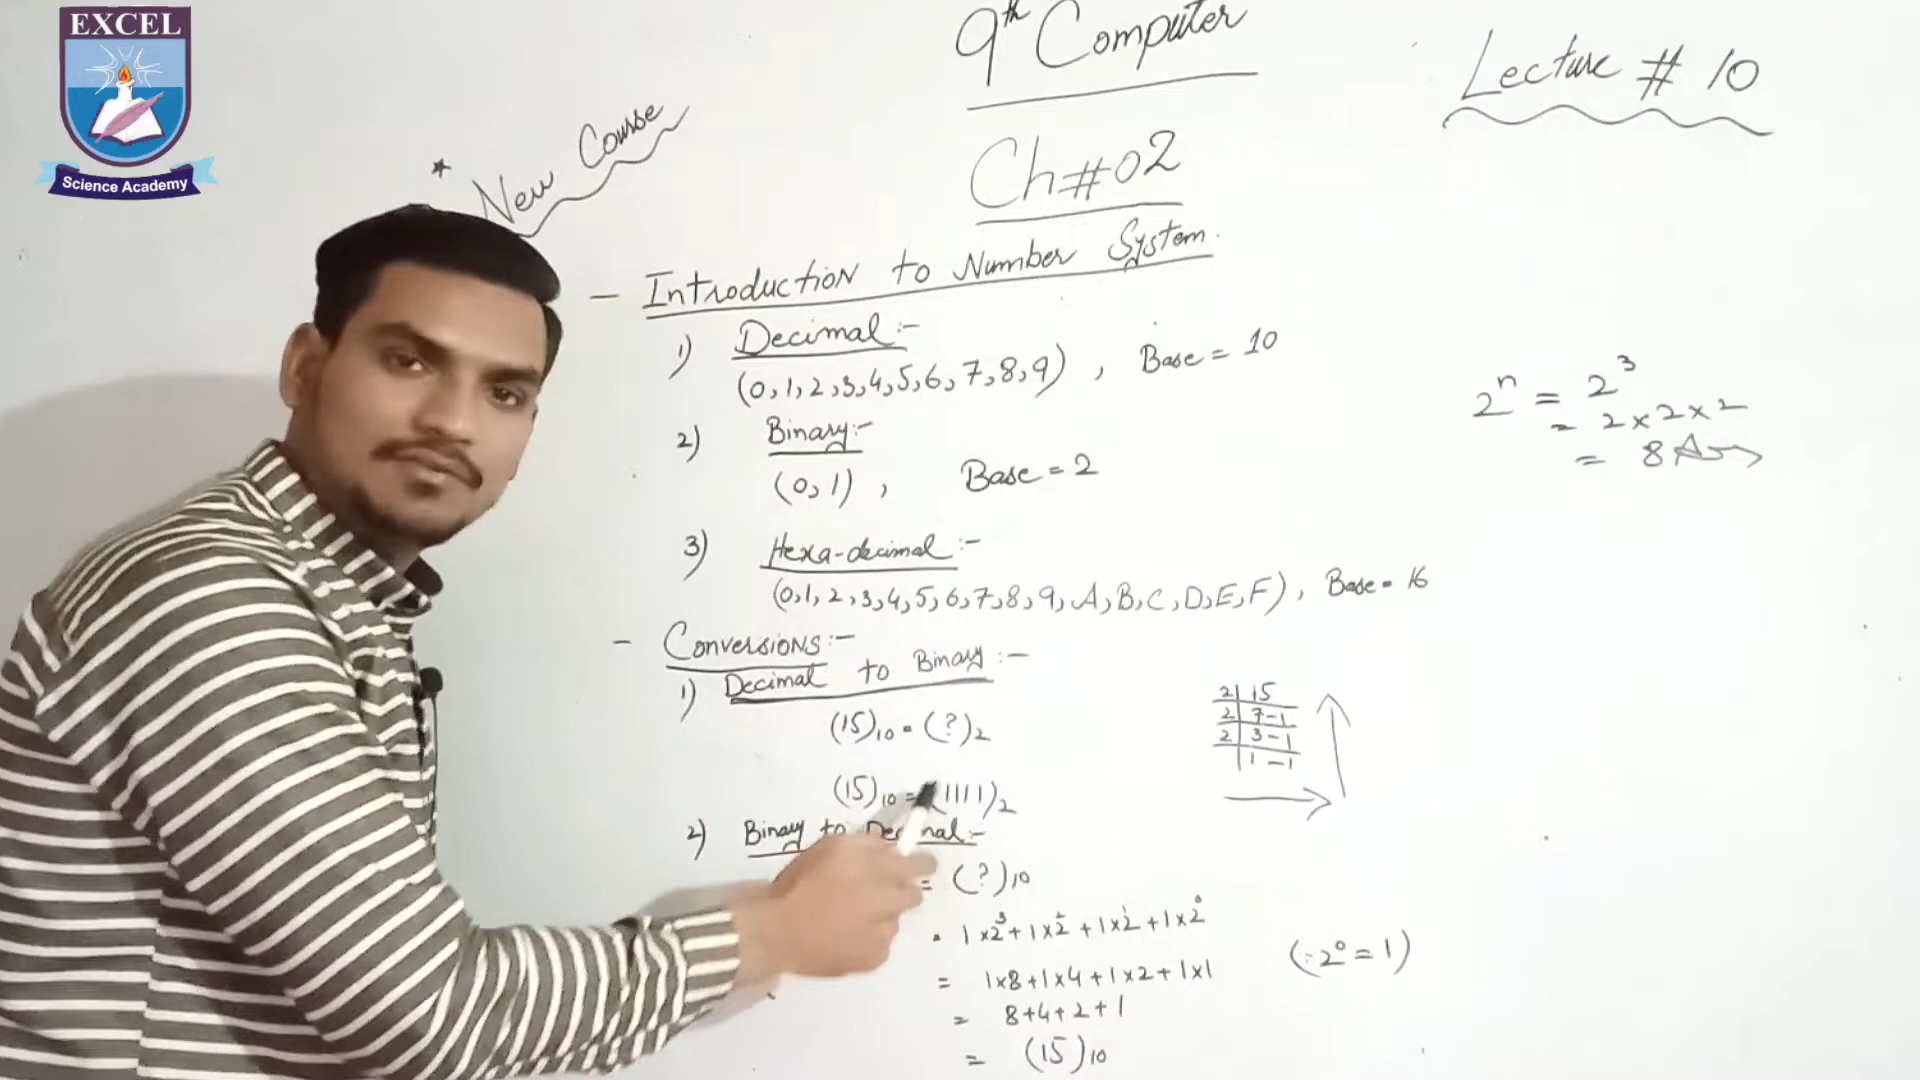 EXCEL
Science Academy
9th Computer
Lecture # 10
* New Course
Ch#02
- Introduction to Number System.
1) Decimal:-
(0,1,2,3,4,5,6,7,8,9) , Base = 10
2) Binary:-
(0,1) , Base = 2
3) Hexa-decimal:-
(0,1,2,3,4,5,6,7,8,9,A,B,C,D,E,F), Base = 16
2ⁿ = 2³
= 2×2×2
= 8 Ans
- Conversions:-
1) Decimal to Binary:-
(15)₁₀ = (?)₂
(15)₁₀ = (1111)₂
2|15
2|7-1
2|3-1
|1-1
2) Binary to Decimal:-
= (?)₁₀
= 1×2³+1×2²+1×2¹+1×2⁰
= 1×8+1×4+1×2+1×1
(∵2⁰=1)
= 8+4+2+1
= (15)₁₀